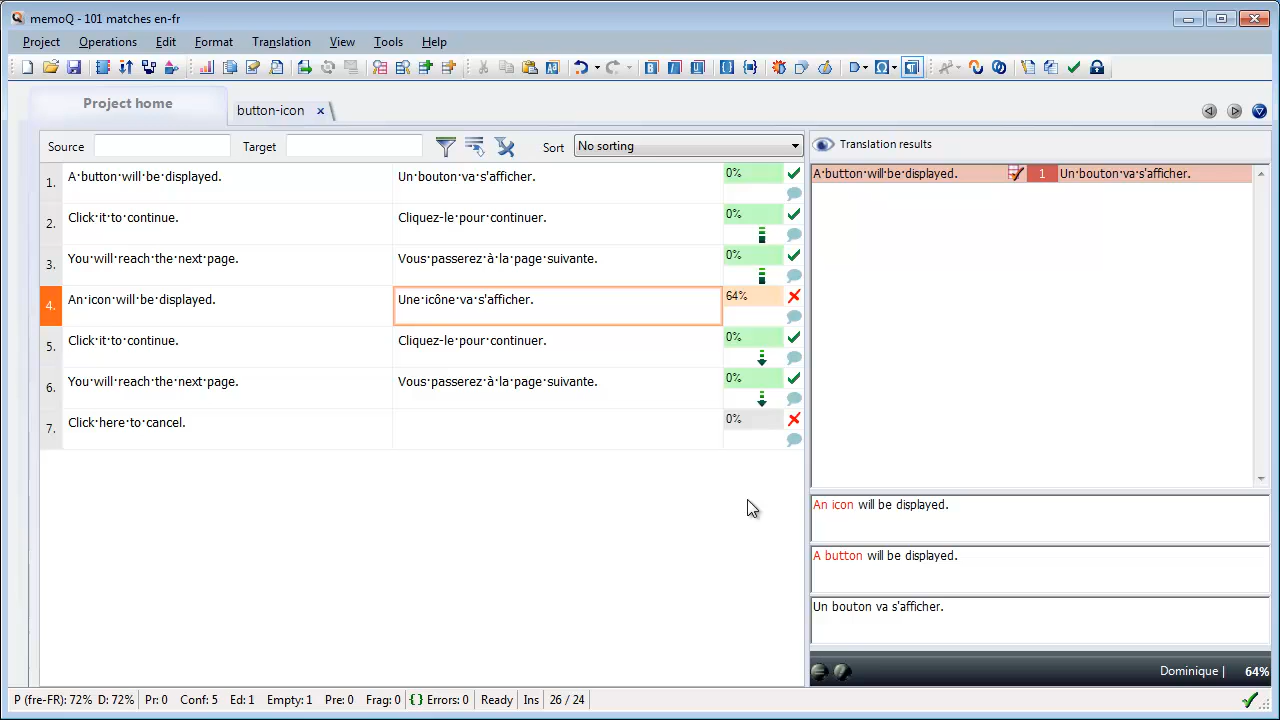 memoQ - 101 matches en-fr
Project Operations Edit Format Translation View Tools Help
Project home button-icon
Source Target Sort No sorting Translation results
1. A·button·will·be·displayed. Un·bouton·va·s'afficher. 0%
2. Click·it·to·continue. Cliquez-le·pour·continuer. 0%
3. You·will·reach·the·next·page. Vous·passerez·à·la·page·suivante. 0%
4. An·icon·will·be·displayed. Une·icône·va·s'afficher. 64%
5. Click·it·to·continue. Cliquez-le·pour·continuer. 0%
6. You·will·reach·the·next·page. Vous·passerez·à·la·page·suivante. 0%
7. Click·here·to·cancel. 0%
A·button·will·be·displayed. 1 Un·bouton·va·s'afficher.
An icon will be displayed.
A button will be displayed.
Un bouton va s'afficher.
Dominique | 64%
P (fre-FR): 72% D: 72% Pr: 0 Conf: 5 Ed: 1 Empty: 1 Pre: 0 Frag: 0 {} Errors: 0 Ready Ins 26 / 24